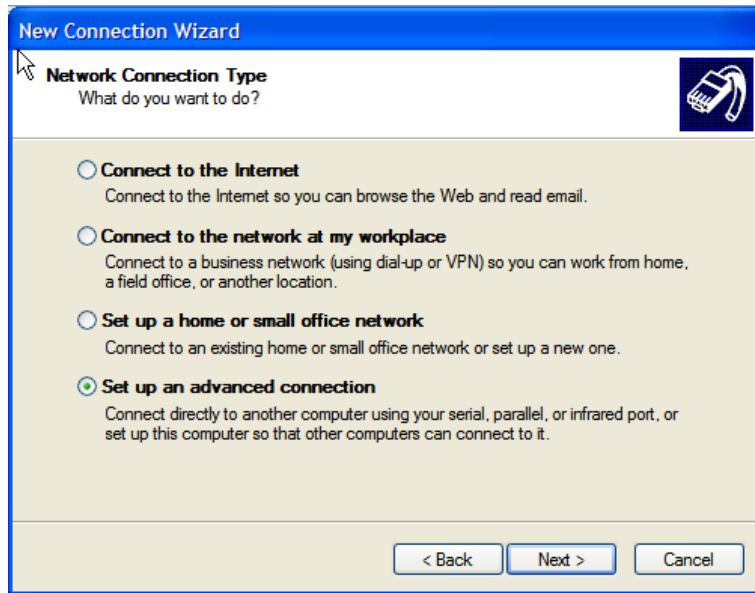 New Connection Wizard
Network Connection Type
What do you want to do?
Connect to the Internet
Connect to the Internet so you can browse the Web and read email.
Connect to the network at my workplace
Connect to a business network (using dial-up or VPN) so you can work from home,
a field office, or another location.
Set up a home or small office network
Connect to an existing home or small office network or set up a new one.
Set up an advanced connection
Connect directly to another computer using your serial, parallel, or infrared port, or
set up this computer so that other computers can connect to it.
< Back Next > Cancel